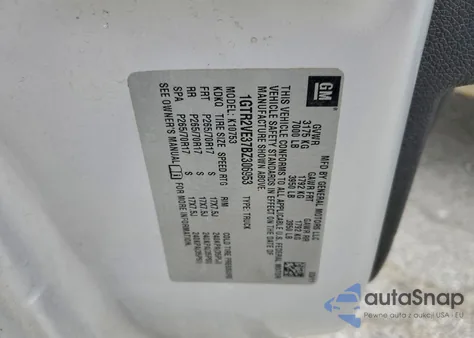 GM
MFD BY GENERAL MOTORS LLC
GVWR GAWR FRT GAWR RR
3175 KG 1792 KG 1792 KG
7000 LB 3950 LB 3950 LB
THIS VEHICLE CONFORMS TO ALL APPLICABLE U.S. FEDERAL MOTOR
VEHICLE SAFETY STANDARDS IN EFFECT ON THE DATE OF
MANUFACTURE SHOWN ABOVE.
1GTR2VE37BZ306953 TYPE: TRUCK
MODEL: K10753
TIRE SIZE SPEED RTG RIM COLD TIRE PRESSURE
FRT P265/70R17 S 17X7.5J
RR P265/70R17 S 17X7.5J
SPA P265/70R17 S 17X7.5J
SEE OWNER'S MANUAL FOR MORE INFORMATION.
autoSnap
Pewne z aukcji USA - EU